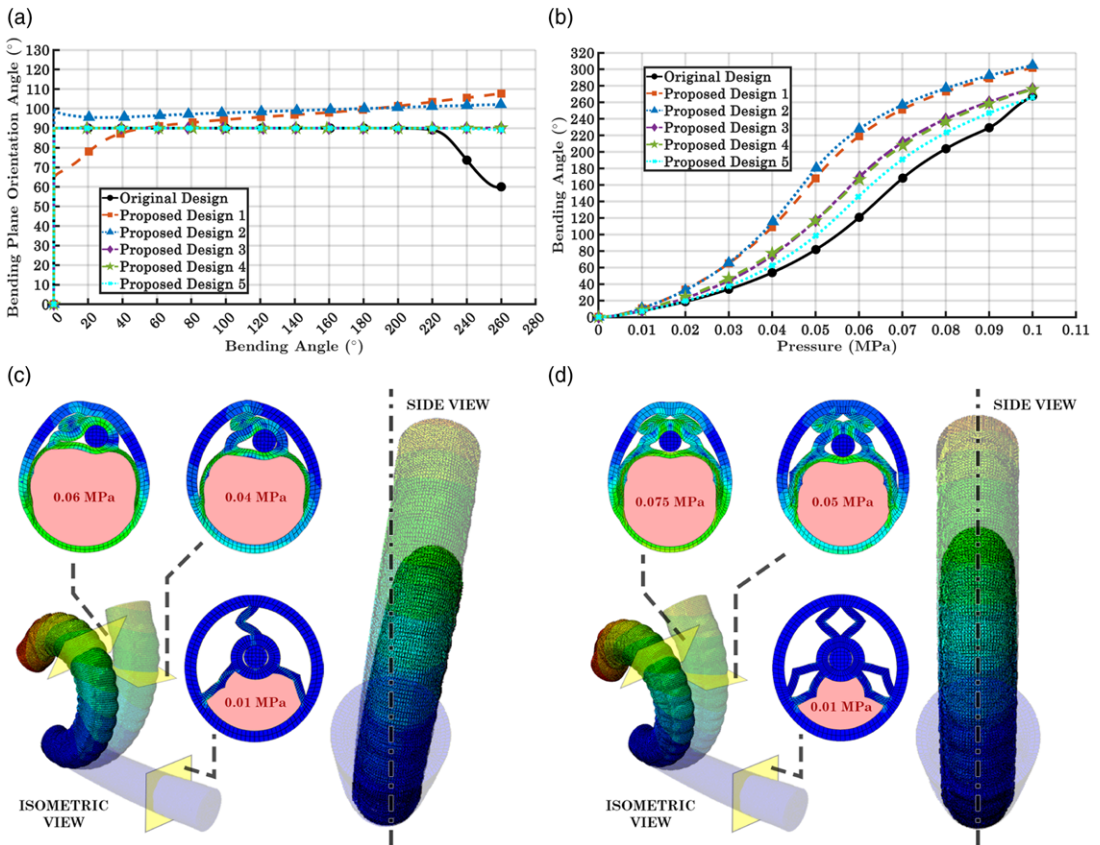 (a)
Bending Plane Orientation Angle (°)
130
120
110
100
90
80
70
60
50
40
30
20
10
0
Original Design
Proposed Design 1
Proposed Design 2
Proposed Design 3
Proposed Design 4
Proposed Design 5
0 20 40 60 80 100 120 140 160 180 200 220 240 260 280
Bending Angle (°)
(b)
Bending Angle (°)
320
300
280
260
240
220
200
180
160
140
120
100
80
60
40
20
0
Original Design
Proposed Design 1
Proposed Design 2
Proposed Design 3
Proposed Design 4
Proposed Design 5
0 0.01 0.02 0.03 0.04 0.05 0.06 0.07 0.08 0.09 0.1 0.11
Pressure (MPa)
(c)
SIDE VIEW
0.06 MPa
0.04 MPa
0.01 MPa
ISOMETRIC
VIEW
(d)
SIDE VIEW
0.075 MPa
0.05 MPa
0.01 MPa
ISOMETRIC
VIEW